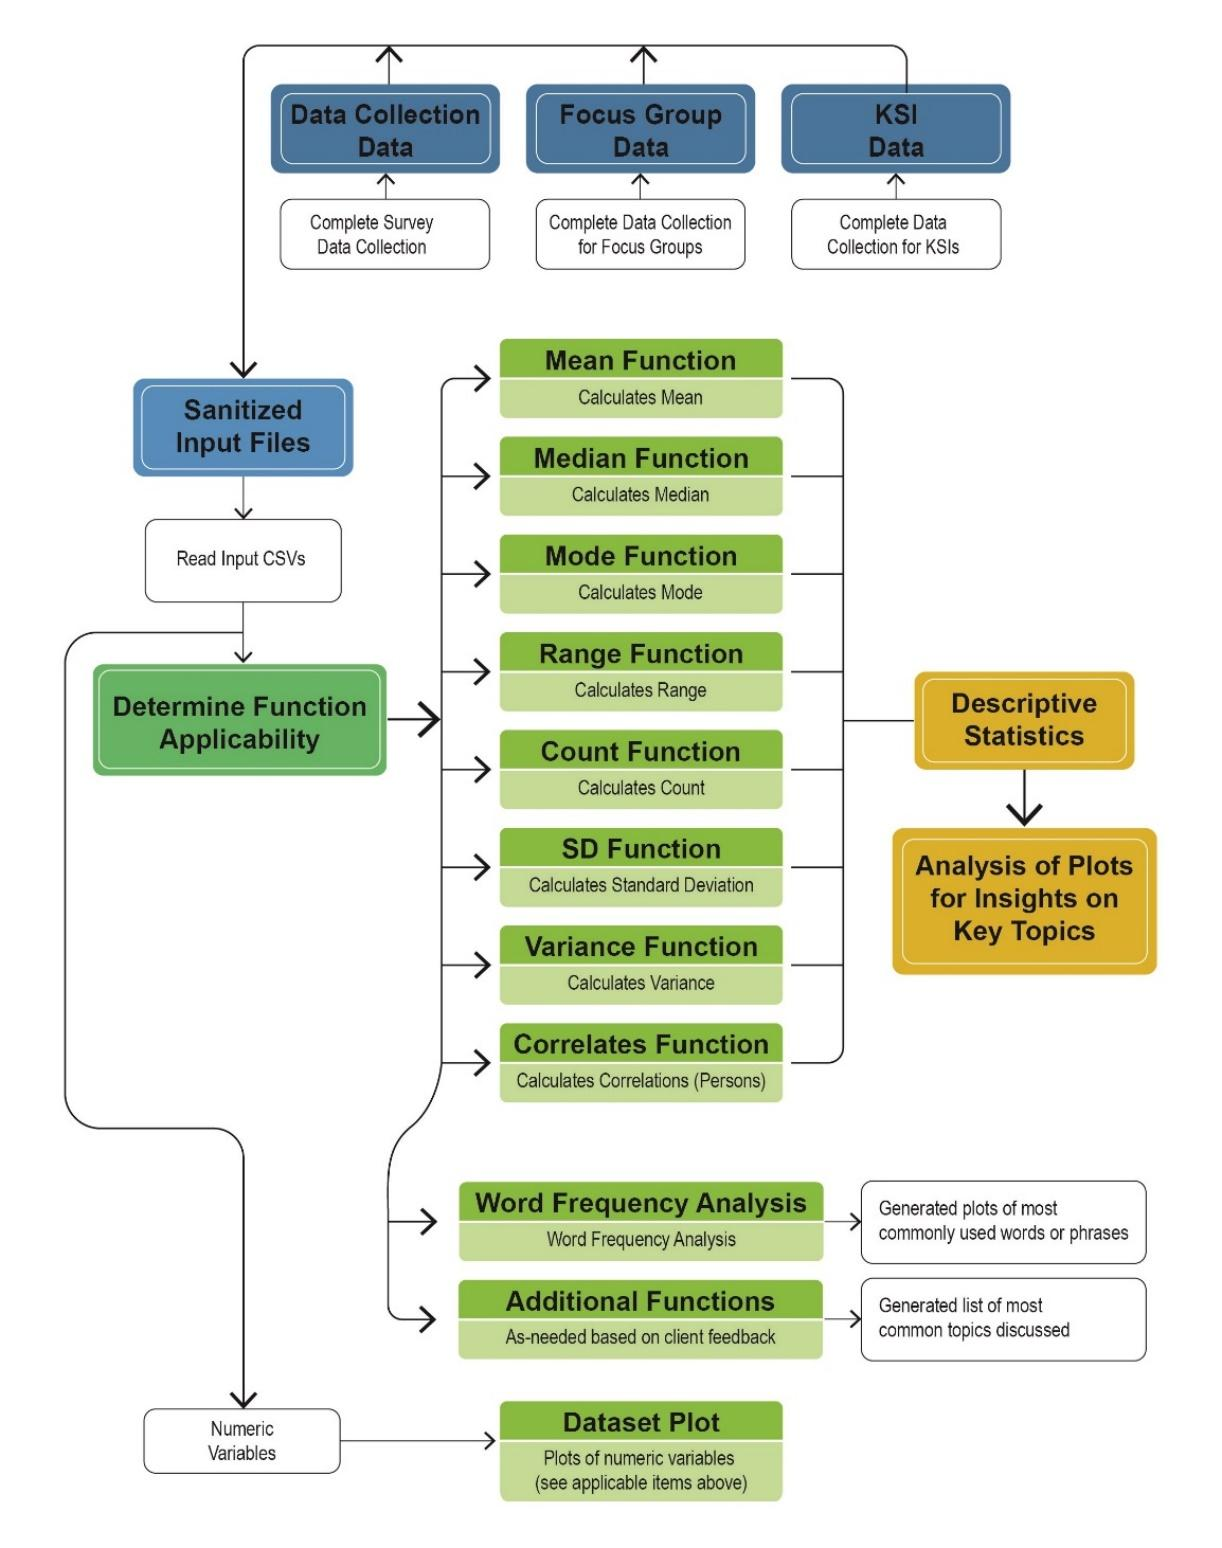 Data Collection
Data
Focus Group
Data
KSI
Data
Complete Survey
Data Collection
Complete Data Collection
for Focus Groups
Complete Data
Collection for KSIs
Sanitized
Input Files
Read Input CSVs
Determine Function
Applicability
Mean Function
Calculates Mean
Median Function
Calculates Median
Mode Function
Calculates Mode
Range Function
Calculates Range
Count Function
Calculates Count
SD Function
Calculates Standard Deviation
Variance Function
Calculates Variance
Correlates Function
Calculates Correlations (Persons)
Descriptive
Statistics
Analysis of Plots
for Insights on
Key Topics
Word Frequency Analysis
Word Frequency Analysis
Generated plots of most
commonly used words or phrases
Additional Functions
As-needed based on client feedback
Generated list of most
common topics discussed
Numeric
Variables
Dataset Plot
Plots of numeric variables
(see applicable items above)